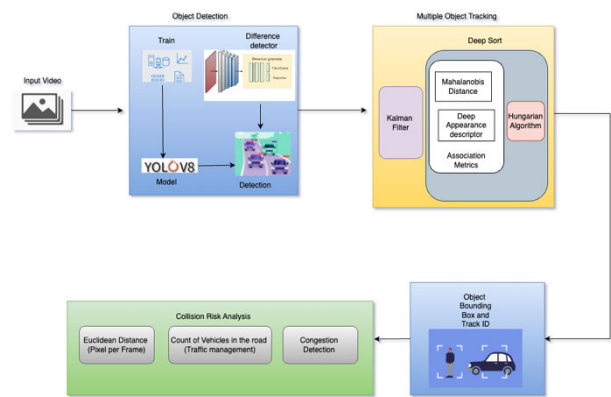 Object Detection
Multiple Object Tracking
Input Video
Train
Difference
detector
YOLOV8
Model
Detection
Deep Sort
Kalman
Filter
Mahalanobis
Distance
Deep
Appearance
descriptor
Association
Metrics
Hungarian
Algorithm
Collision Risk Analysis
Euclidean Distance
(Pixel per Frame)
Count of Vehicles in the road
(Traffic management)
Congestion
Detection
Object
Bounding
Box and
Track ID